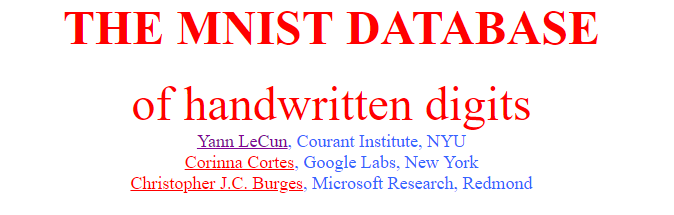 THE MNIST DATABASE
of handwritten digits
Yann LeCun, Courant Institute, NYU
Corinna Cortes, Google Labs, New York
Christopher J.C. Burges, Microsoft Research, Redmond